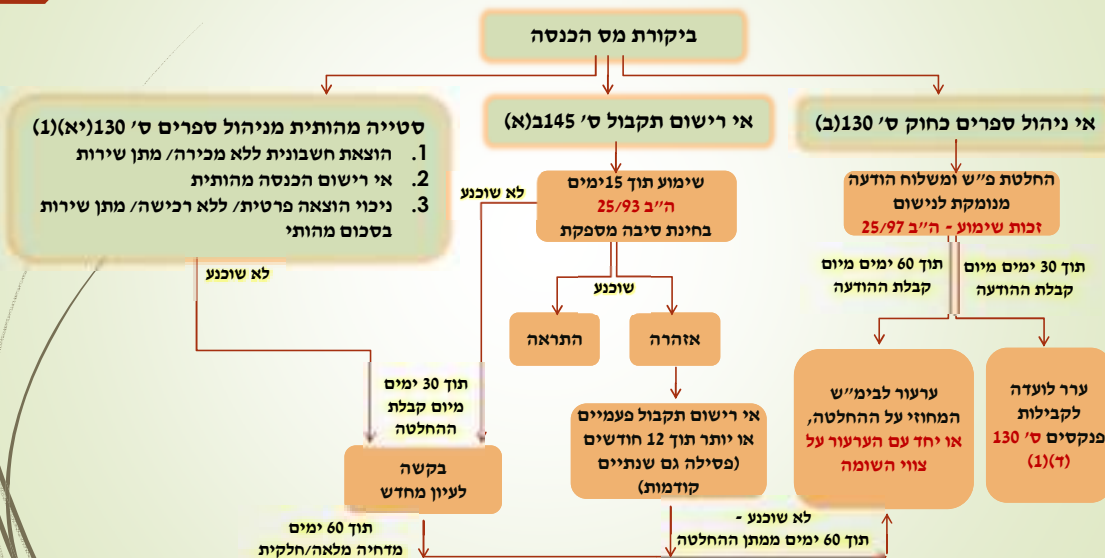 ביקורת מס הכנסה
אי ניהול ספרים כחוק ס׳ 130(ב)
החלטת פ״ש ומשלוח הודעה
מנומקת לנישום
זכות שימוע - ה״ב 25/97
תוך 30 ימים מיום
קבלת ההודעה
תוך 60 ימים מיום
קבלת ההודעה
ערר לועדה
לקבילות
פנקסים ס׳ 130
(ד)(1)
ערעור לבימ״ש
המחוזי על ההחלטה,
או יחד עם הערעור על
צווי השומה
אי רישום תקבול ס׳ 145ב(א)
שימוע תוך 15ימים
ה״ב 25/93
בחינת סיבה מספקת
לא שוכנע
שוכנע
אזהרה
התראה
אי רישום תקבול פעמיים
או יותר תוך 12 חודשים
(פסילה גם שנתיים
קודמות)
לא שוכנע -
תוך 60 ימים ממתן ההחלטה
סטייה מהותית מניהול ספרים ס׳ 130(יא)(1)
1. הוצאת חשבונית ללא מכירה/ מתן שירות
2. אי רישום הכנסה מהותית
3. ניכוי הוצאה פרטית/ ללא רכישה/ מתן שירות
בסכום מהותי
לא שוכנע
תוך 30 ימים
מיום קבלת
ההחלטה
בקשה
לעיון מחדש
תוך 60 ימים
מדחיה מלאה/חלקית